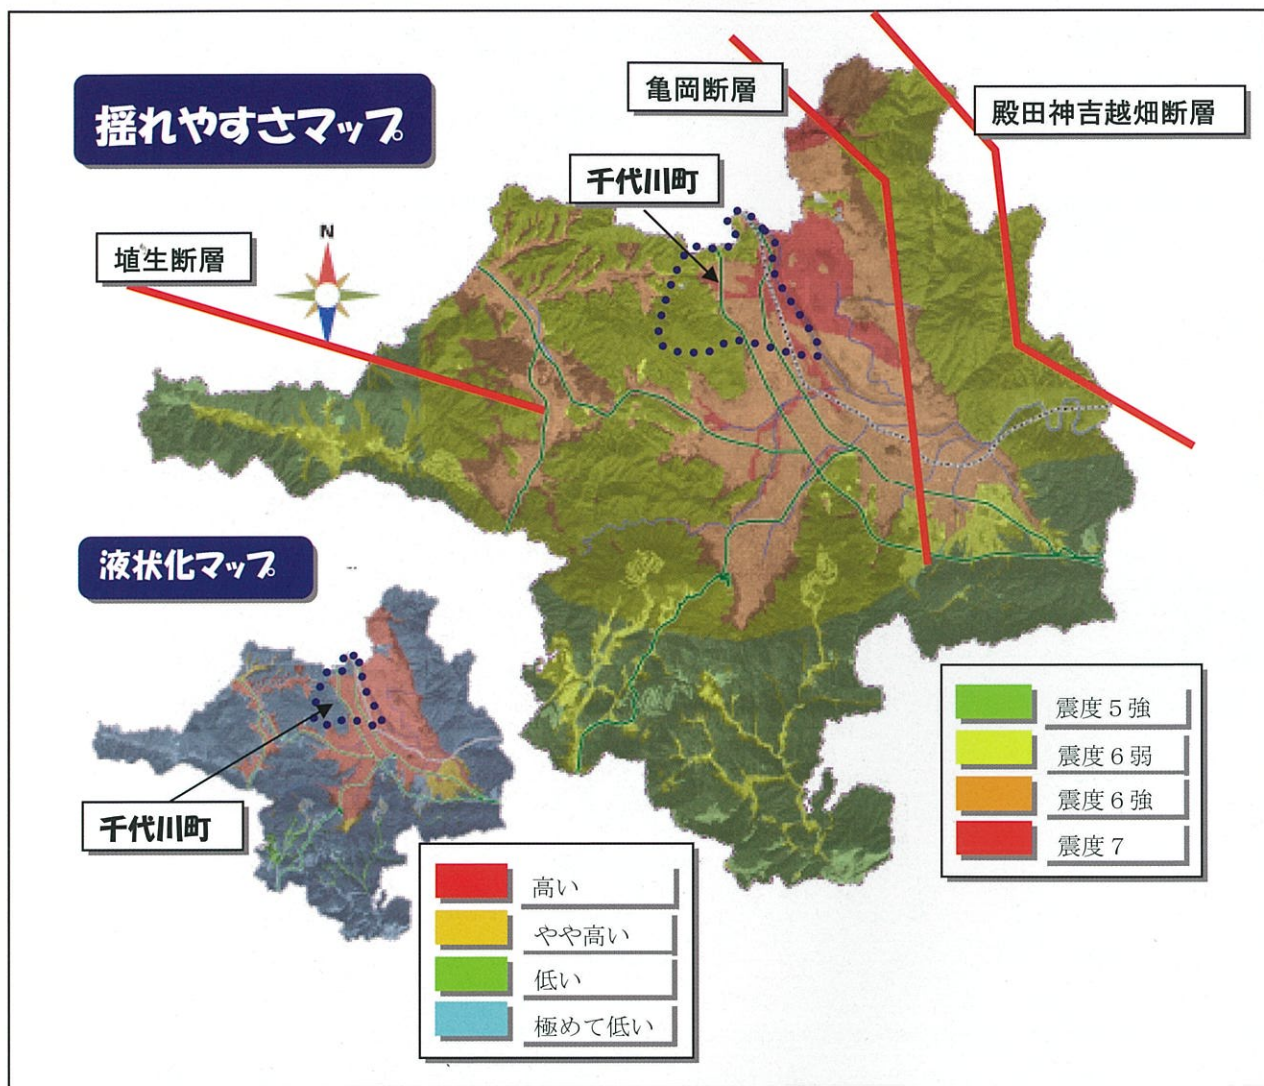 揺れやすさマップ
亀岡断層
殿田神吉越畑断層
千代川町
埴生断層
N
液状化マップ
千代川町
震度5強
震度6弱
震度6強
震度7
高い
やや高い
低い
極めて低い